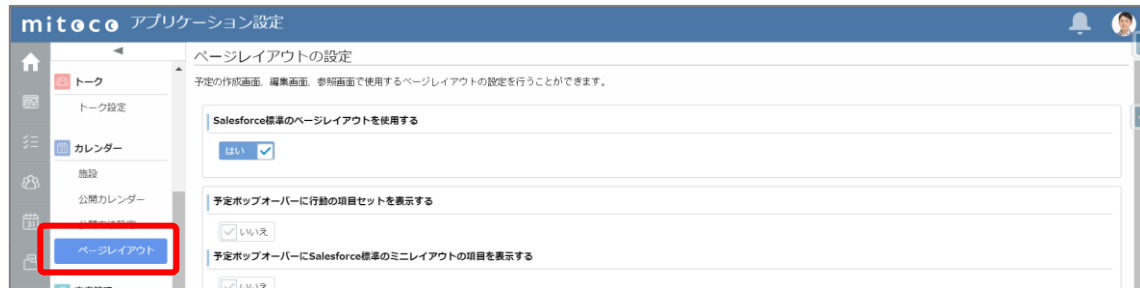 mitoco アプリケーション設定
ページレイアウトの設定
予定の作成画面、編集画面、参照画面で使用するページレイアウトの設定を行うことができます。
トーク
トーク設定
カレンダー
施設
公開カレンダー
ページレイアウト
Salesforce標準のページレイアウトを使用する
はい
予定ポップオーバーに行動の項目セットを表示する
いいえ
予定ポップオーバーにSalesforce標準のミニレイアウトの項目を表示する
いいえ
31